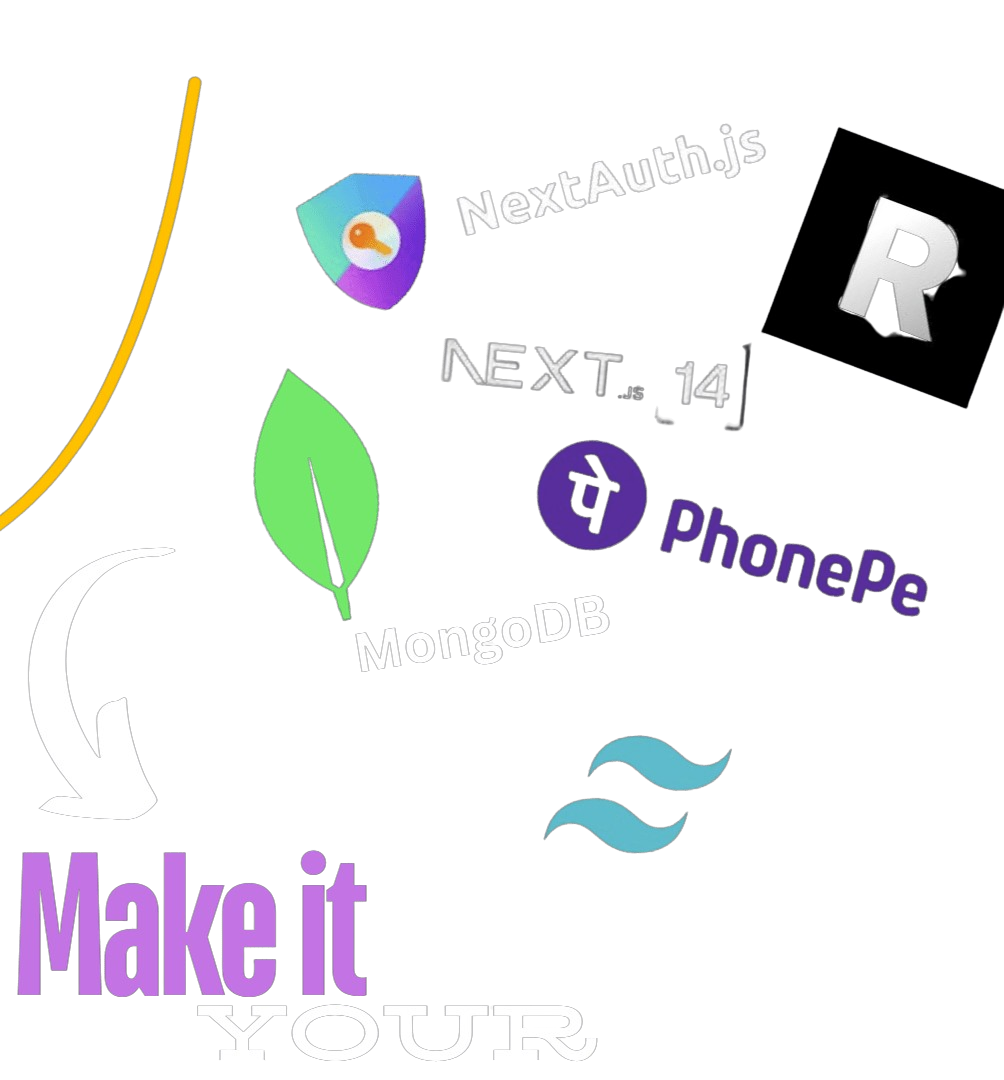 NextAuth.js
R
NEXT.JS [14]
पे PhonePe
MongoDB
Make it
YOUR